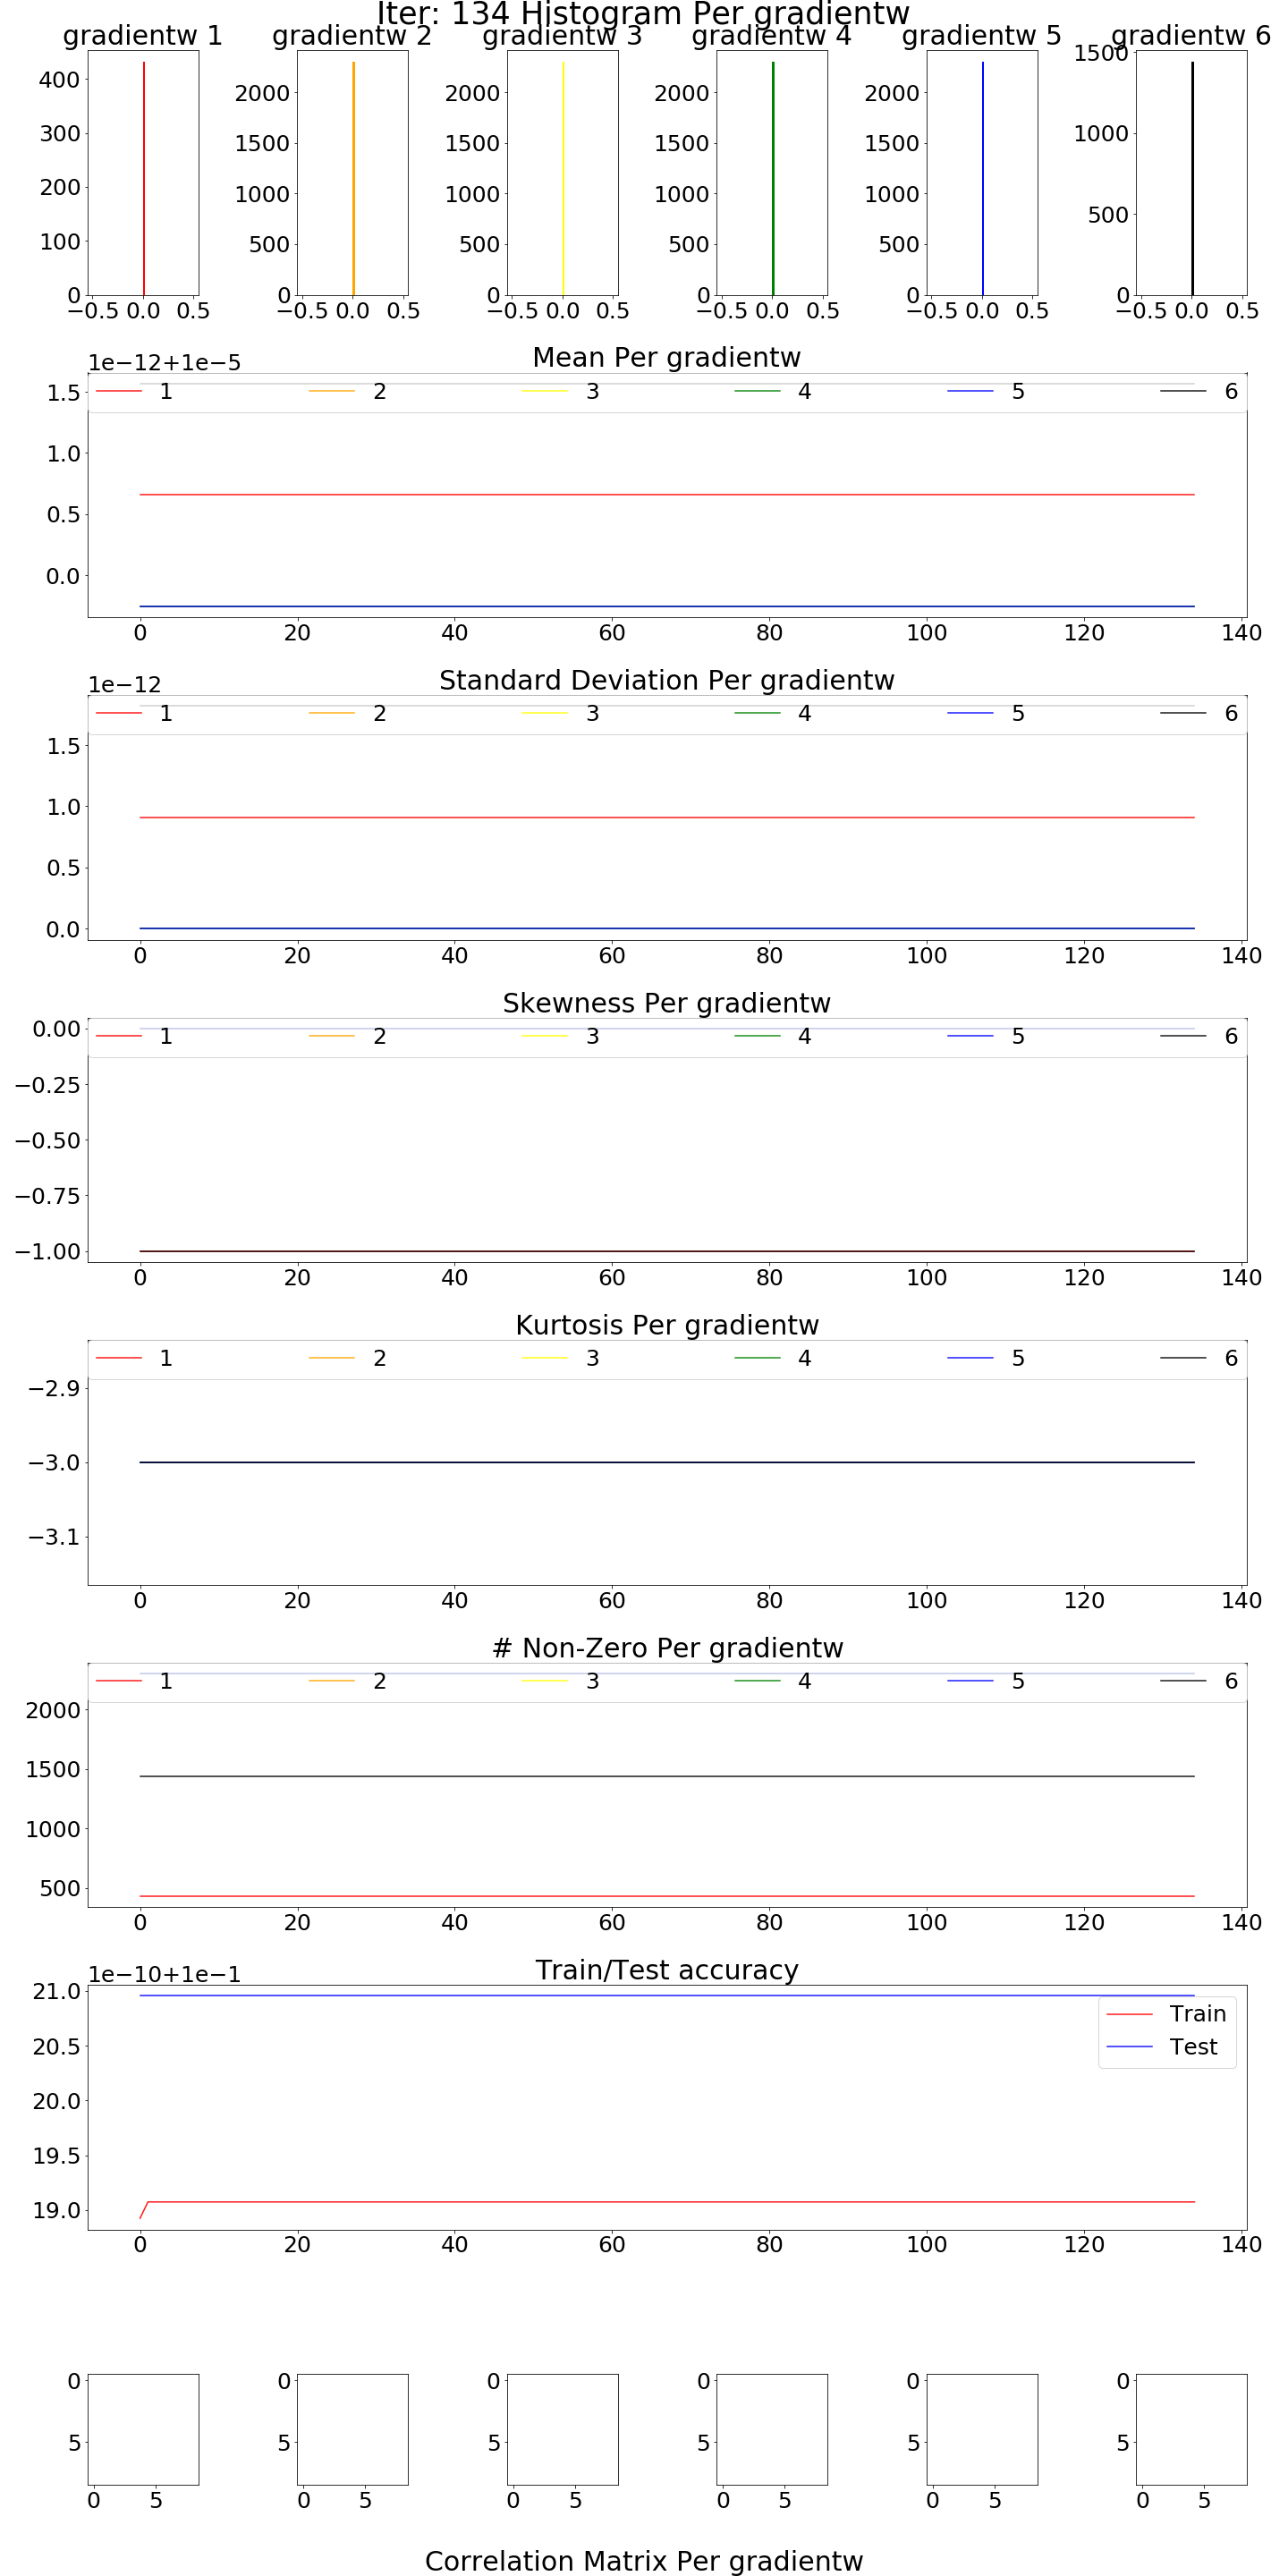 Iter: 134 Histogram Per gradientw
gradientw 1 gradientw 2 gradientw 3 gradientw 4 gradientw 5 gradientw 6
400 300 200 100 0
2000 1500 1000 500 0
2000 1500 1000 500 0
2000 1500 1000 500 0
2000 1500 1000 500 0
1500 1000 500 0
−0.5 0.0 0.5 −0.5 0.0 0.5 −0.5 0.0 0.5 −0.5 0.0 0.5 −0.5 0.0 0.5 −0.5 0.0 0.5
Mean Per gradientw
1e−12+1e−5
1 2 3 4 5 6
1.5
1.0
0.5
0.0
0 20 40 60 80 100 120 140
Standard Deviation Per gradientw
1e−12
1 2 3 4 5 6
1.5
1.0
0.5
0.0
0 20 40 60 80 100 120 140
Skewness Per gradientw
1 2 3 4 5 6
0.00
−0.25
−0.50
−0.75
−1.00
0 20 40 60 80 100 120 140
Kurtosis Per gradientw
1 2 3 4 5 6
−2.9
−3.0
−3.1
0 20 40 60 80 100 120 140
# Non-Zero Per gradientw
1 2 3 4 5 6
2000
1500
1000
500
0 20 40 60 80 100 120 140
Train/Test accuracy
1e−10+1e−1
21.0
20.5
20.0
19.5
19.0
Train
Test
0 20 40 60 80 100 120 140
0 0 0 0 0 0
5 5 5 5 5 5
0 5 0 5 0 5 0 5 0 5 0 5
Correlation Matrix Per gradientw